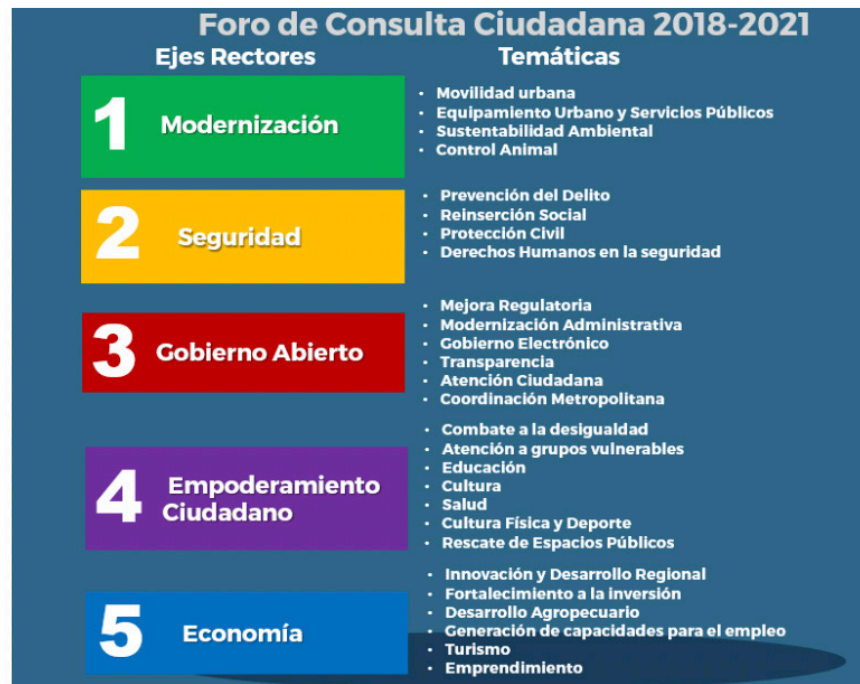 Foro de Consulta Ciudadana 2018-2021
Ejes Rectores
Temáticas
1 Modernización
• Movilidad urbana
• Equipamiento Urbano y Servicios Públicos
• Sustentabilidad Ambiental
• Control Animal
2 Seguridad
• Prevención del Delito
• Reinserción Social
• Protección Civil
• Derechos Humanos en la seguridad
3 Gobierno Abierto
• Mejora Regulatoria
• Modernización Administrativa
• Gobierno Electrónico
• Transparencia
• Atención Ciudadana
• Coordinación Metropolitana
4 Empoderamiento
Ciudadano
• Combate a la desigualdad
• Atención a grupos vulnerables
• Educación
• Cultura
• Salud
• Cultura Física y Deporte
• Rescate de Espacios Públicos
5 Economía
• Innovación y Desarrollo Regional
• Fortalecimiento a la inversión
• Desarrollo Agropecuario
• Generación de capacidades para el empleo
• Turismo
• Emprendimiento